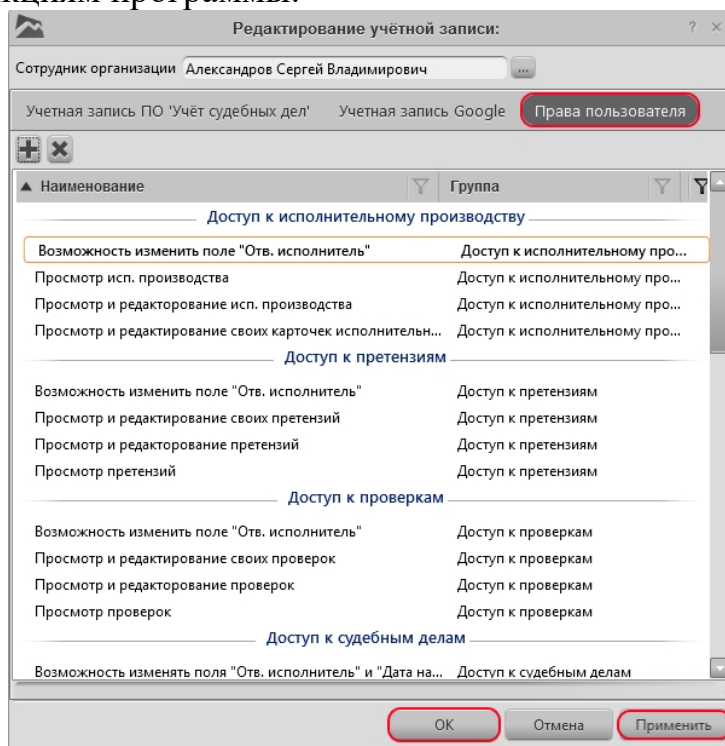 кциям программы.
Редактирование учётной записи: ? ×
Сотрудник организации Александров Сергей Владимирович ...
Учетная запись ПО 'Учёт судебных дел' Учетная запись Google Права пользователя
Наименование Группа
Доступ к исполнительному производству
Возможность изменить поле "Отв. исполнитель" Доступ к исполнительному про...
Просмотр исп. производства Доступ к исполнительному про...
Просмотр и редакторование исп. производства Доступ к исполнительному про...
Просмотр и редактирование своих карточек исполнительн... Доступ к исполнительному про...
Доступ к претензиям
Возможность изменить поле "Отв. исполнитель" Доступ к претензиям
Просмотр и редактирование своих претензий Доступ к претензиям
Просмотр и редакторование претензий Доступ к претензиям
Просмотр претензий Доступ к претензиям
Доступ к проверкам
Возможность изменить поле "Отв. исполнитель" Доступ к проверкам
Просмотр и редактирование своих проверок Доступ к проверкам
Просмотр и редакторование проверок Доступ к проверкам
Просмотр проверок Доступ к проверкам
Доступ к судебным делам
Возможность изменять поля "Отв. исполнитель" и "Дата на... Доступ к судебным делам
OK Отмена Применить